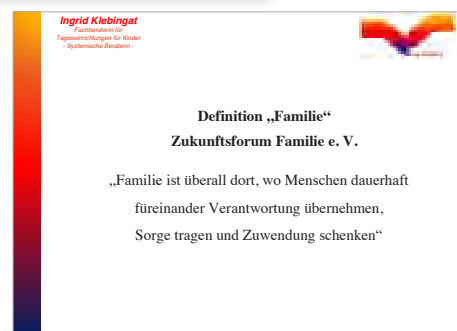 Ingrid Klebingat
Fachberaterin für
Tageseinrichtungen für Kinder
- Systemische Beraterin -
Definition „Familie“
Zukunftsforum Familie e. V.
„Familie ist überall dort, wo Menschen dauerhaft
füreinander Verantwortung übernehmen,
Sorge tragen und Zuwendung schenken“